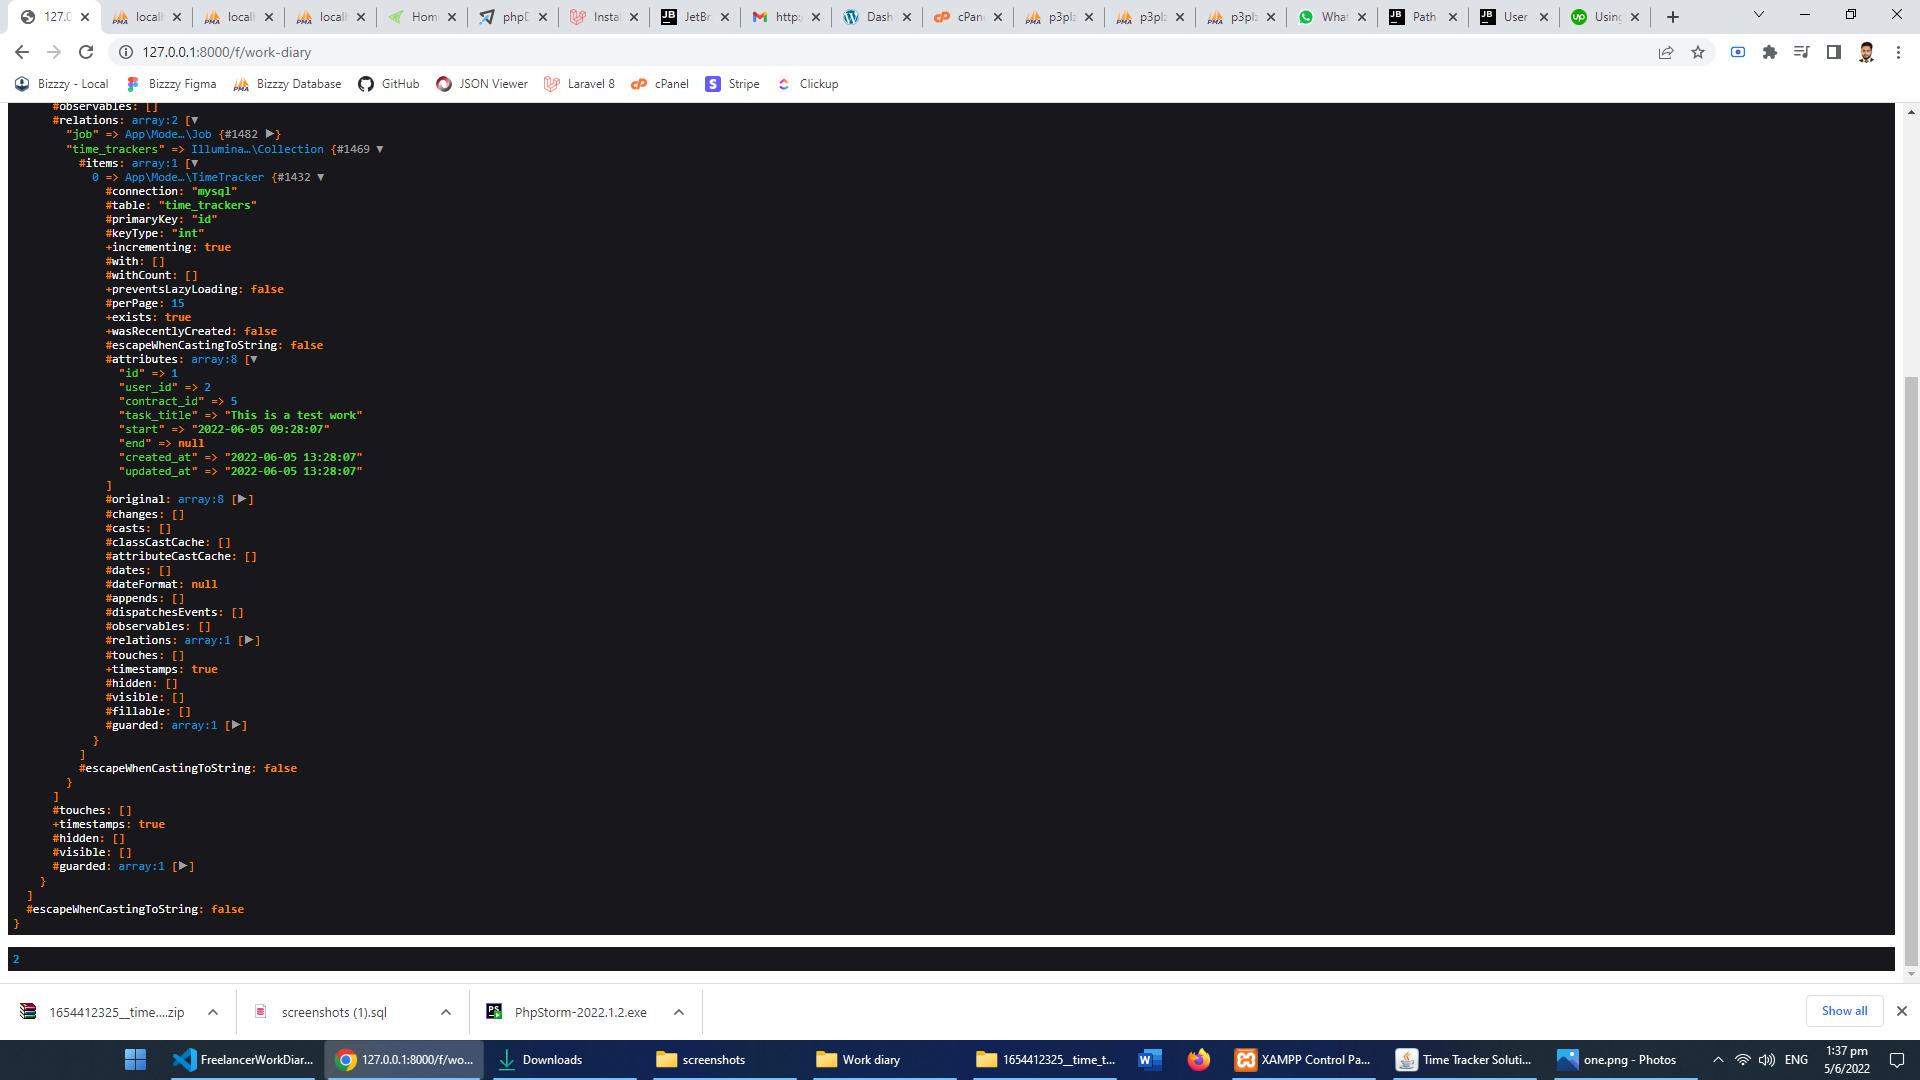 127.0 locall locall locall Home phpD Instal JetBr http: Dash cPane p3plz p3plz p3plz What Path User Using
127.0.0.1:8000/f/work-diary
Bizzzy - Local Bizzzy Figma Bizzzy Database GitHub JSON Viewer Laravel 8 cPanel Stripe Clickup
#observables: []
#relations: array:2 [▼
"job" => App\Mode…\Job {#1482 ▶}
"time_trackers" => Illumina…\Collection {#1469 ▼
#items: array:1 [▼
0 => App\Mode…\TimeTracker {#1432 ▼
#connection: "mysql"
#table: "time_trackers"
#primaryKey: "id"
#keyType: "int"
+incrementing: true
#with: []
#withCount: []
+preventsLazyLoading: false
#perPage: 15
+exists: true
+wasRecentlyCreated: false
#escapeWhenCastingToString: false
#attributes: array:8 [▼
"id" => 1
"user_id" => 2
"contract_id" => 5
"task_title" => "This is a test work"
"start" => "2022-06-05 09:28:07"
"end" => null
"created_at" => "2022-06-05 13:28:07"
"updated_at" => "2022-06-05 13:28:07"
]
#original: array:8 [▶]
#changes: []
#casts: []
#classCastCache: []
#attributeCastCache: []
#dates: []
#dateFormat: null
#appends: []
#dispatchesEvents: []
#observables: []
#relations: array:1 [▶]
#touches: []
+timestamps: true
#hidden: []
#visible: []
#fillable: []
#guarded: array:1 [▶]
}
]
#escapeWhenCastingToString: false
}
]
#touches: []
+timestamps: true
#hidden: []
#visible: []
#guarded: array:1 [▶]
}
]
#escapeWhenCastingToString: false
}
2
1654412325__time....zip screenshots (1).sql PhpStorm-2022.1.2.exe Show all
FreelancerWorkDiar... 127.0.0.1:8000/f/wo... Downloads screenshots Work diary 1654412325__time_t... XAMPP Control Pa... Time Tracker Soluti... one.png - Photos ENG 1:37 pm
5/6/2022